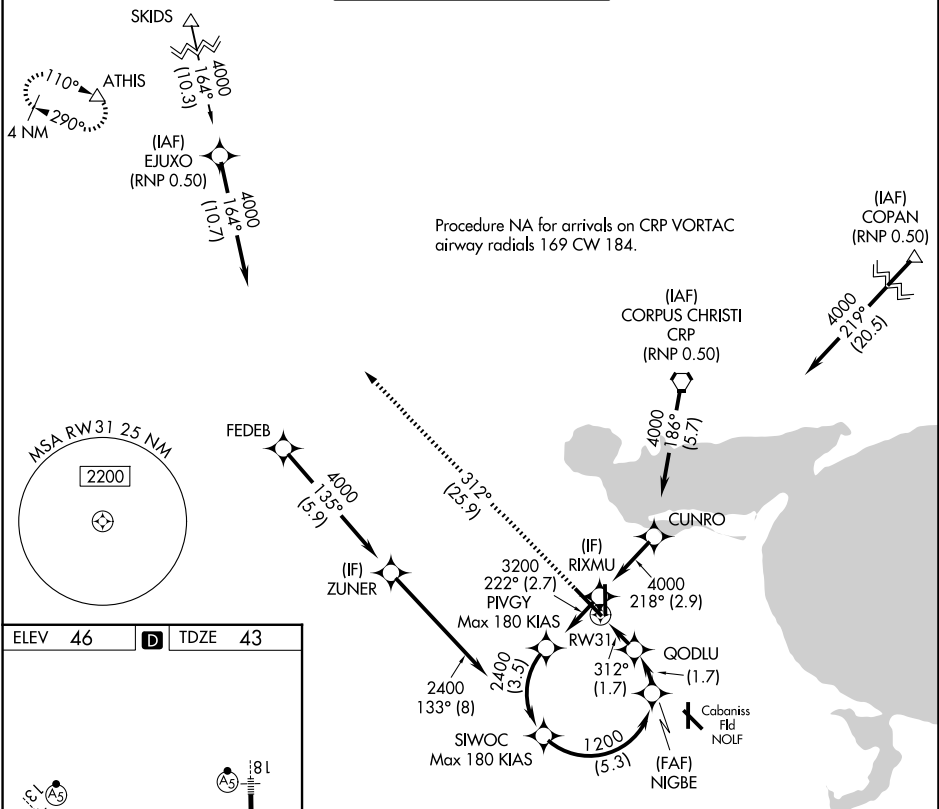 SKIDS
4000
164°
(10.3)
110°
ATHIS
290°
4 NM
(IAF)
EJUXO
(RNP 0.50)
4000
164°
(10.7)
Procedure NA for arrivals on CRP VORTAC
airway radials 169 CW 184.
(IAF)
COPAN
(RNP 0.50)
4000
219°
(20.5)
(IAF)
CORPUS CHRISTI
CRP
(RNP 0.50)
4000
186°
(5.7)
MSA RW31 25 NM
2200
FEDEB
4000
135°
(5.9)
312°
(25.9)
CUNRO
(IF)
RIXMU
(IF)
ZUNER
3200
222° (2.7)
4000
218° (2.9)
PIVGY
Max 180 KIAS
RW31
QODLU
312°
(1.7)
(1.7)
2400
(3.5)
2400
133° (8)
Cabaniss
Fld
NOLF
SIWOC
Max 180 KIAS
1200
(5.3)
(FAF)
NIGBE
ELEV 46
D
TDZE 43
13
A5
A5
18